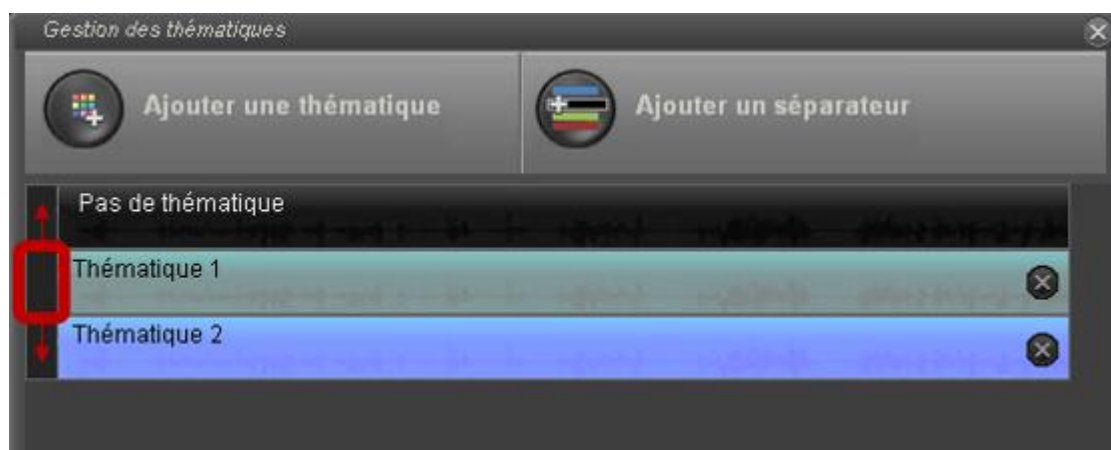 Gestion des thématiques
Ajouter une thématique
Ajouter un séparateur
Pas de thématique
Thématique 1
Thématique 2